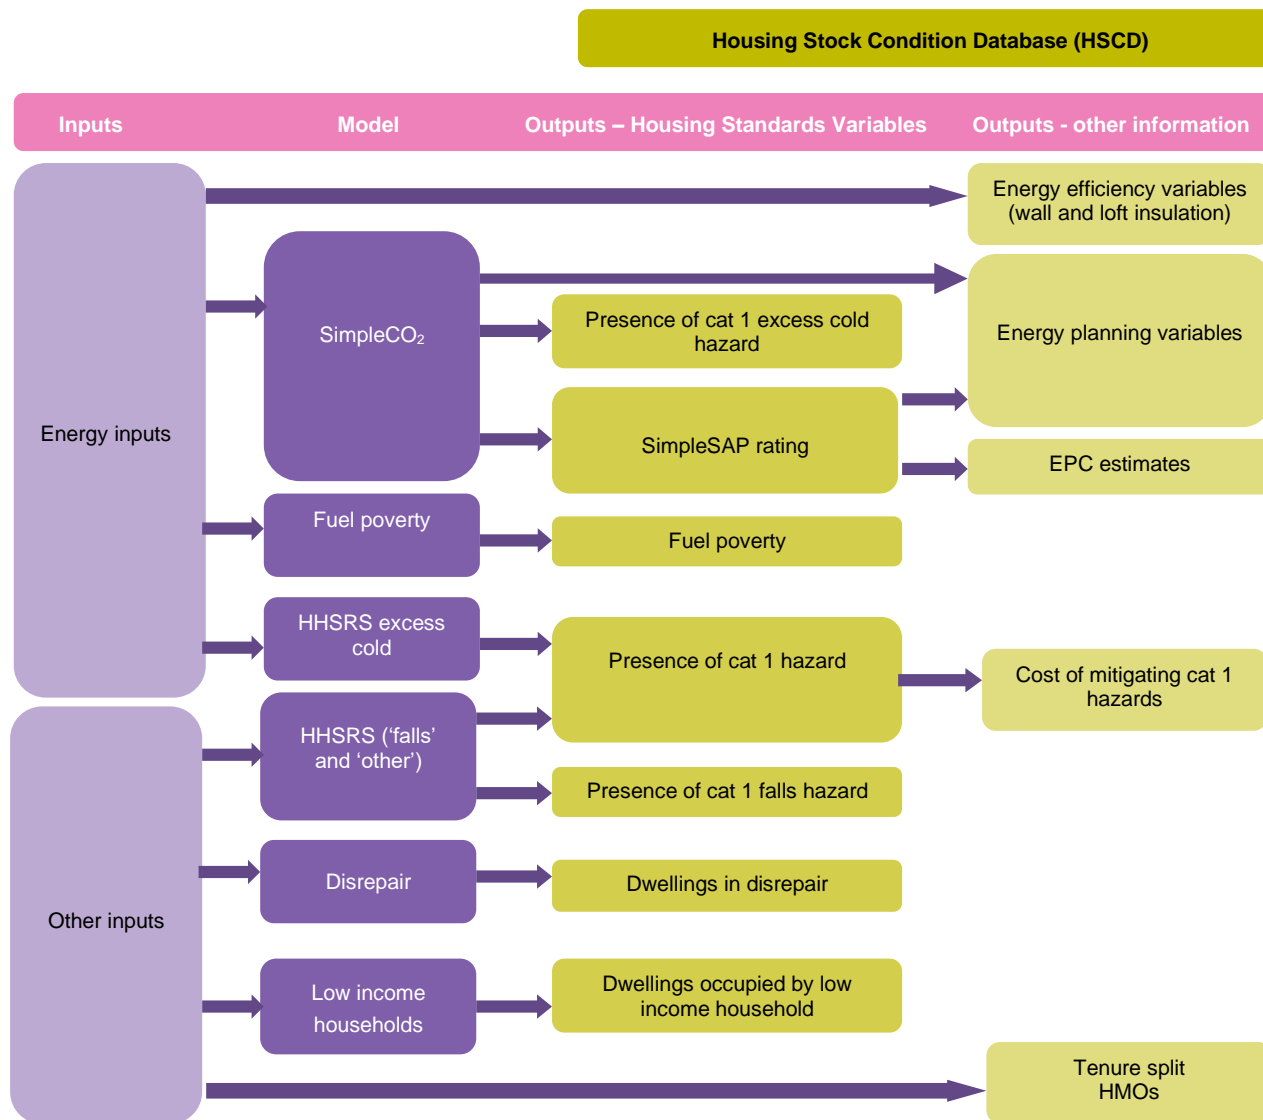 Housing Stock Condition Database (HSCD)
Inputs
Model
Outputs – Housing Standards Variables
Outputs - other information
Energy efficiency variables
(wall and loft insulation)
SimpleCO₂
Presence of cat 1 excess cold
hazard
Energy planning variables
Energy inputs
SimpleSAP rating
EPC estimates
Fuel poverty
Fuel poverty
HHSRS excess
cold
Presence of cat 1 hazard
Cost of mitigating cat 1
hazards
HHSRS (‘falls’
and ‘other’)
Presence of cat 1 falls hazard
Disrepair
Dwellings in disrepair
Other inputs
Low income
households
Dwellings occupied by low
income household
Tenure split
HMOs